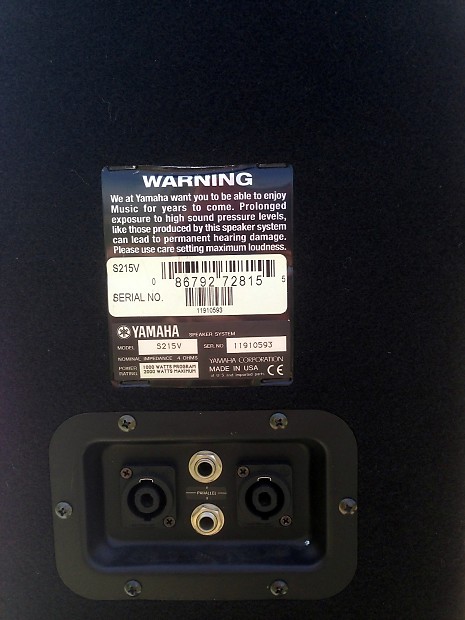 WARNING
We at Yamaha want you to be able to enjoy
Music for years to come. Prolonged
exposure to high sound pressure levels,
like those produced by this speaker system
can lead to permanent hearing damage.
Please use care setting maximum loudness.
S215V
0 86792 72815 5
SERIAL NO.
11910593
YAMAHA SPEAKER SYSTEM
MODEL S215V SER. NO 11910593
NOMINAL IMPEDANCE 4 OHMS
YAMAHA CORPORATION
POWER RATING 1000 WATTS PROGRAM
2000 WATTS MAXIMUM
MADE IN USA CE
of U.S. and imported parts.
PARALLEL